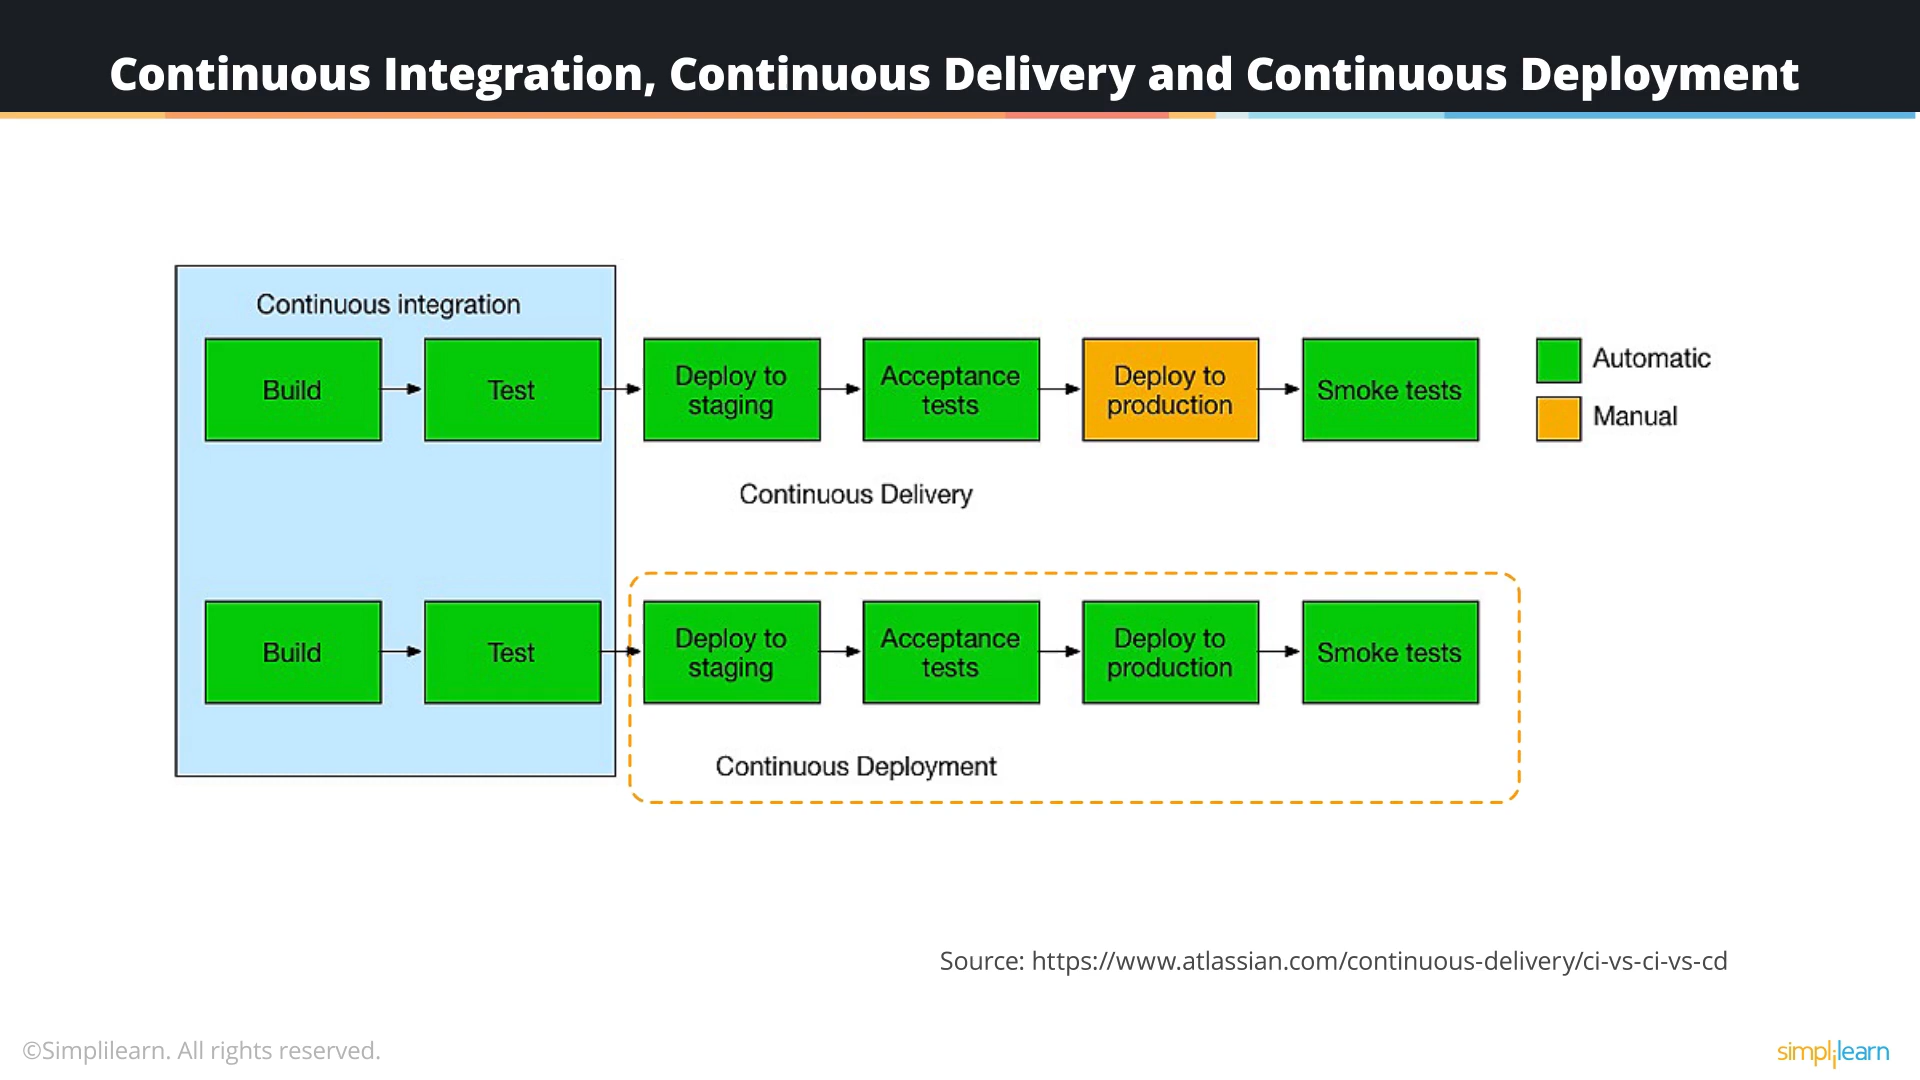 Continuous Integration, Continuous Delivery and Continuous Deployment
Continuous integration
Build
Test
Deploy to
staging
Acceptance
tests
Deploy to
production
Smoke tests
Automatic
Manual
Continuous Delivery
Build
Test
Deploy to
staging
Acceptance
tests
Deploy to
production
Smoke tests
Continuous Deployment
Source: https://www.atlassian.com/continuous-delivery/ci-vs-ci-vs-cd
©Simplilearn. All rights reserved.
simplilearn